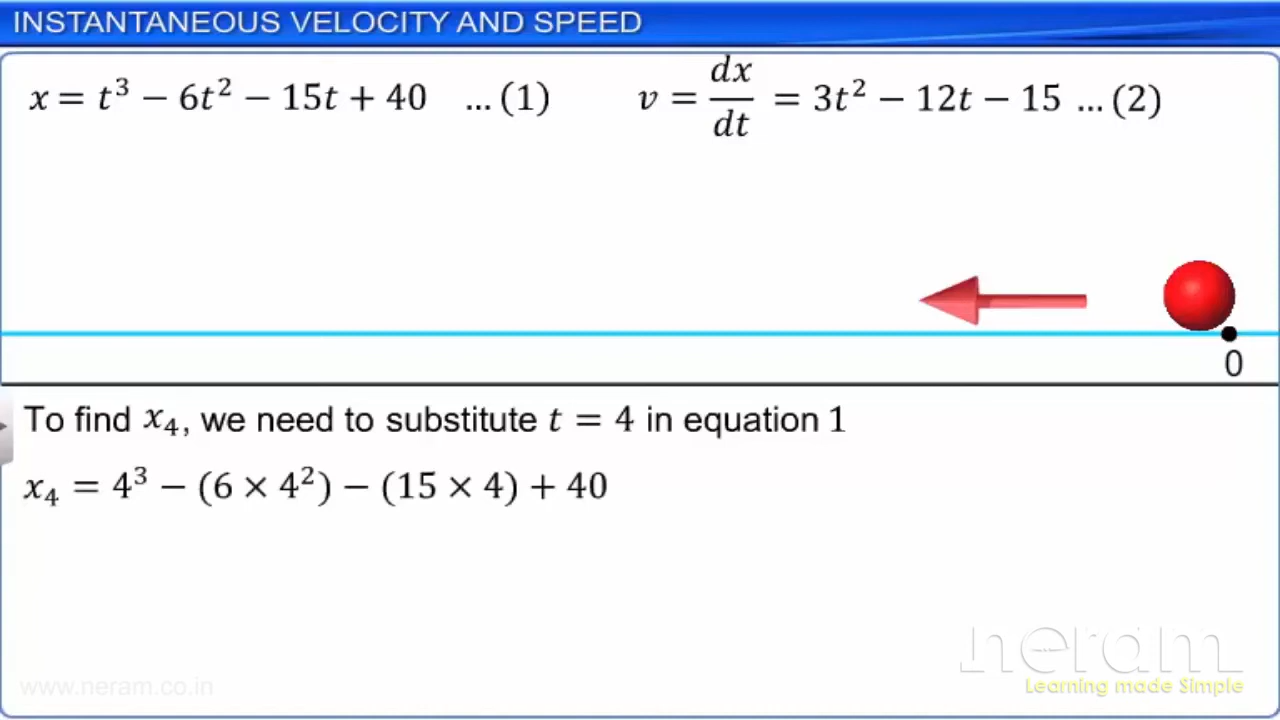 INSTANTANEOUS VELOCITY AND SPEED
x = t³ − 6t² − 15t + 40 ... (1)
v = dx/dt = 3t² − 12t − 15 ... (2)
0
To find x₄, we need to substitute t = 4 in equation 1
x₄ = 4³ − (6 × 4²) − (15 × 4) + 40
neram
Learning made Simple
www.neram.co.in